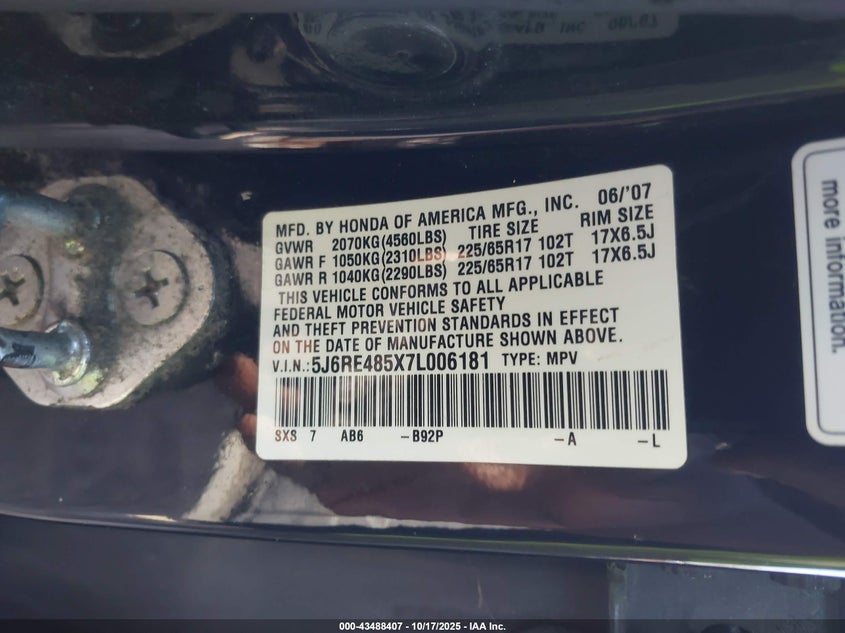 MFD. BY HONDA OF AMERICA MFG., INC. 06/'07
GVWR 2070KG(4560LBS) TIRE SIZE RIM SIZE
GAWR F 1050KG(2310LBS) 225/65R17 102T 17X6.5J
GAWR R 1040KG(2290LBS) 225/65R17 102T 17X6.5J
THIS VEHICLE CONFORMS TO ALL APPLICABLE
FEDERAL MOTOR VEHICLE SAFETY
AND THEFT PREVENTION STANDARDS IN EFFECT
ON THE DATE OF MANUFACTURE SHOWN ABOVE.
V.I.N.: 5J6RE485X7L006181 TYPE: MPV
SXS 7 AB6 -B92P -A -L
more information.
000-43488407 - 10/17/2025 - IAA Inc.